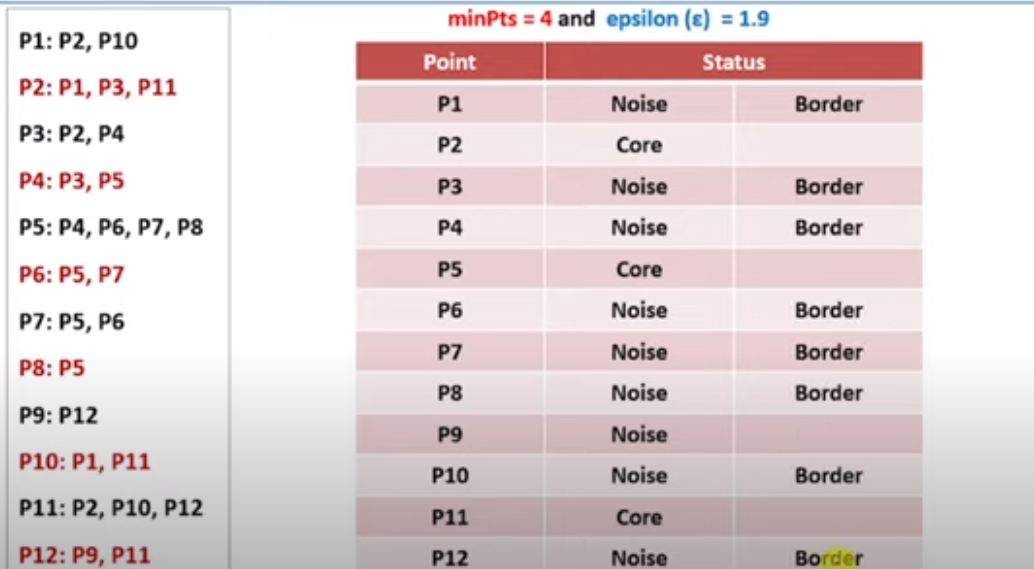 minPts = 4 and epsilon (ε) = 1.9
P1: P2, P10
P2: P1, P3, P11
P3: P2, P4
P4: P3, P5
P5: P4, P6, P7, P8
P6: P5, P7
P7: P5, P6
P8: P5
P9: P12
P10: P1, P11
P11: P2, P10, P12
P12: P9, P11
Point Status
P1 Noise Border
P2 Core
P3 Noise Border
P4 Noise Border
P5 Core
P6 Noise Border
P7 Noise Border
P8 Noise Border
P9 Noise
P10 Noise Border
P11 Core
P12 Noise Border